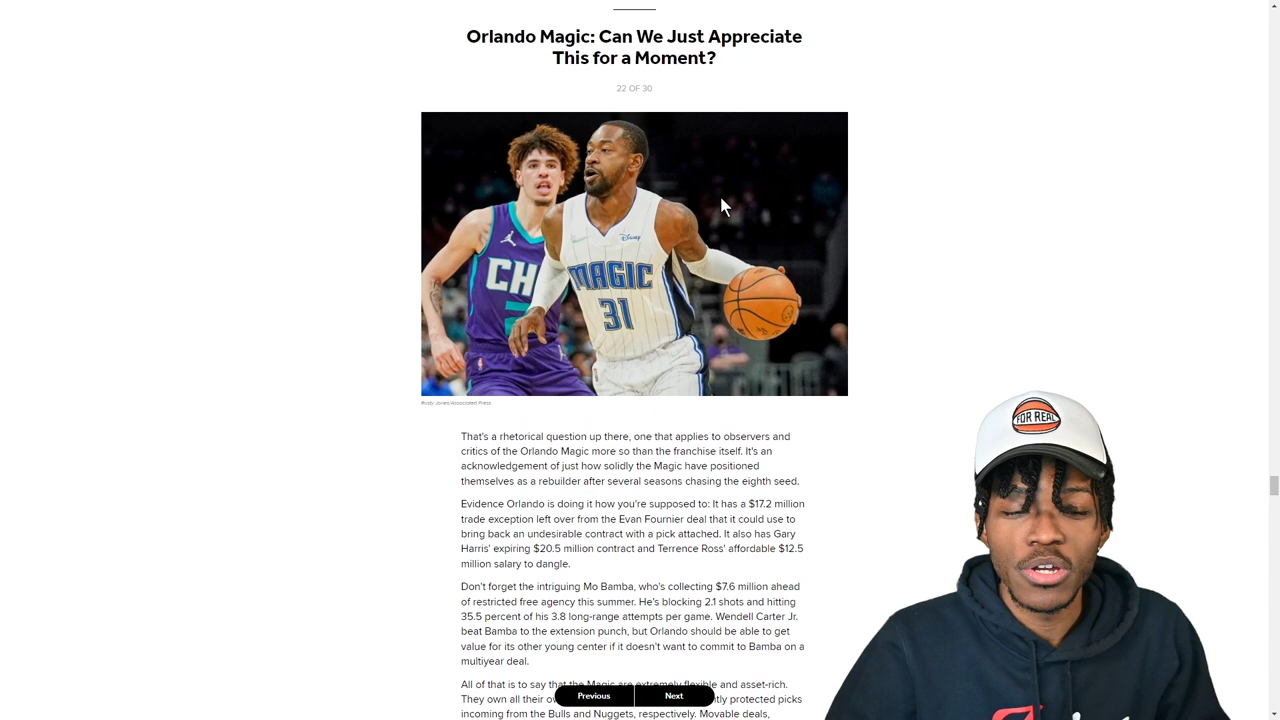 Orlando Magic: Can We Just Appreciate
This for a Moment?
22 OF 30
Disney
CH
MAGIC
31
Rusty Jones/Associated Press
FOR REAL
That's a rhetorical question up there, one that applies to observers and
critics of the Orlando Magic more so than the franchise itself. It's an
acknowledgement of just how solidly the Magic have positioned
themselves as a rebuilder after several seasons chasing the eighth seed.
Evidence Orlando is doing it how you're supposed to: It has a $17.2 million
trade exception left over from the Evan Fournier deal that it could use to
bring back an undesirable contract with a pick attached. It also has Gary
Harris' expiring $20.5 million contract and Terrence Ross' affordable $12.5
million salary to dangle.
Don't forget the intriguing Mo Bamba, who's collecting $7.6 million ahead
of restricted free agency this summer. He's blocking 2.1 shots and hitting
35.5 percent of his 3.8 long-range attempts per game. Wendell Carter Jr.
beat Bamba to the extension punch, but Orlando should be able to get
value for its other young center if it doesn't want to commit to Bamba on a
multiyear deal.
All of that is to say that the Magic are extremely flexible and asset-rich.
Previous Next
They own all their protected picks
incoming from the Bulls and Nuggets, respectively. Movable deals,